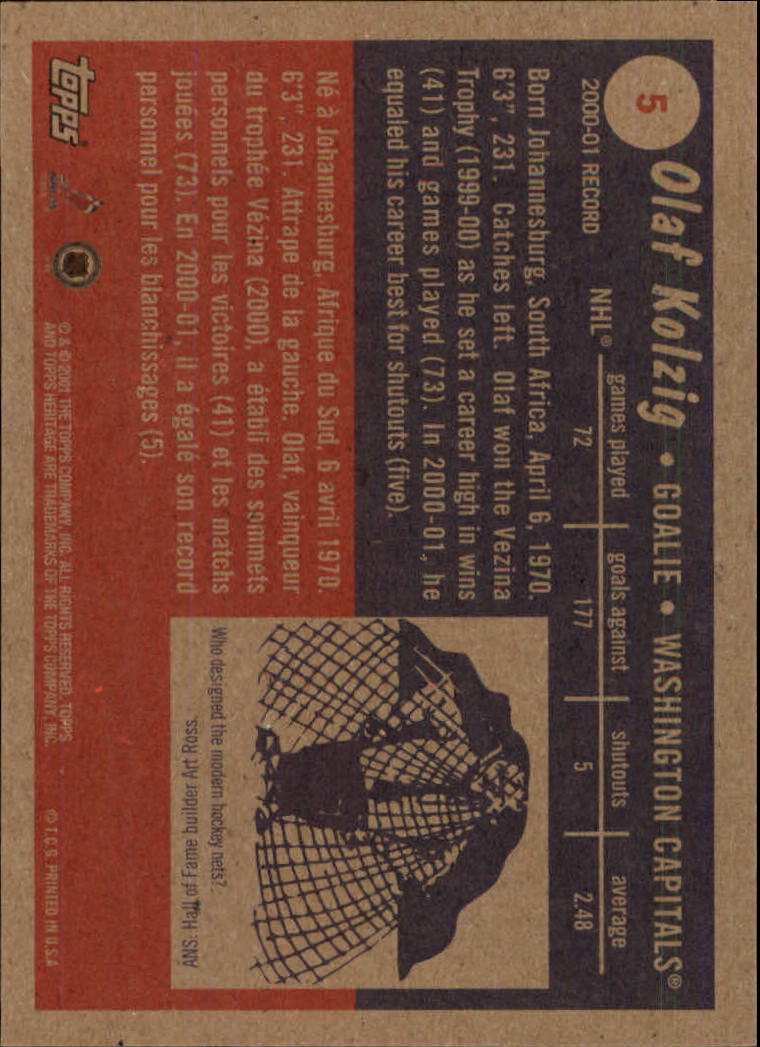 5
Olaf Kolzig • GOALIE • WASHINGTON CAPITALS®
2000-01 RECORD
games played goals against shutouts average
NHL® 72 177 5 2.48
Born Johannesburg, South Africa, April 6, 1970.
6'3", 231. Catches left. Olaf won the Vezina
Trophy (1999-00) as he set a career high in wins
(41) and games played (73). In 2000-01, he
equaled his career best for shutouts (five).
Né à Johannesburg, Afrique du Sud, 6 avril 1970.
6'3", 231. Attrape de la gauche. Olaf, vainqueur
du trophée Vézina (2000), a établi des sommets
personnels pour les victoires (41) et les matchs
jouées (73). En 2000-01, il a égalé son record
personnel pour les blanchissages (5).
Who designed the modern hockey nets?
ANS: Hall of Fame builder Art Ross.
topps
® & © 2001 THE TOPPS COMPANY, INC. ALL RIGHTS RESERVED. TOPPS
AND TOPPS HERITAGE ARE TRADEMARKS OF THE TOPPS COMPANY, INC.
© T.C.G. PRINTED IN U.S.A